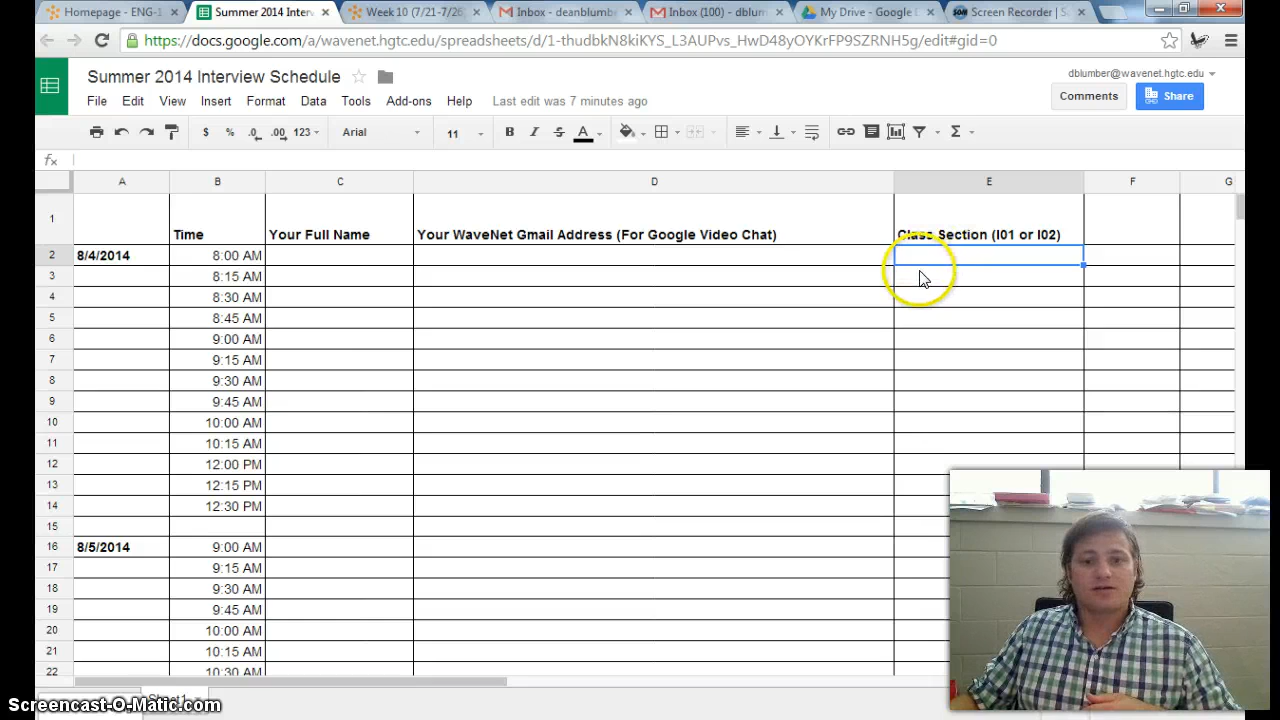 Homepage - ENG-1 Summer 2014 Interv Week 10 (7/21-7/26 Inbox - deanblumb Inbox (100) - dblum My Drive - Google D Screen Recorder | S
https://docs.google.com/a/wavenet.hgtc.edu/spreadsheets/
Summer 2014 Interview Schedule
dblumber@wavenet.hgtc.edu
File Edit View Insert Format Data Tools Add-ons Help Last edit was 7 minutes ago
Comments Share
$ % .0 .00 123 Arial 11 B I S A Σ
fx
A B C D E F G
1 Time Your Full Name Your WaveNet Gmail Address (For Google Video Chat) Class Section (I01 or I02)
2 8/4/2014 8:00 AM
3 8:15 AM
4 8:30 AM
5 8:45 AM
6 9:00 AM
7 9:15 AM
8 9:30 AM
9 9:45 AM
10 10:00 AM
11 10:15 AM
12 12:00 PM
13 12:15 PM
14 12:30 PM
15
16 8/5/2014 9:00 AM
17 9:15 AM
18 9:30 AM
19 9:45 AM
20 10:00 AM
21 10:15 AM
22 10:30 AM
Sheet1
Screencast-O-Matic.com